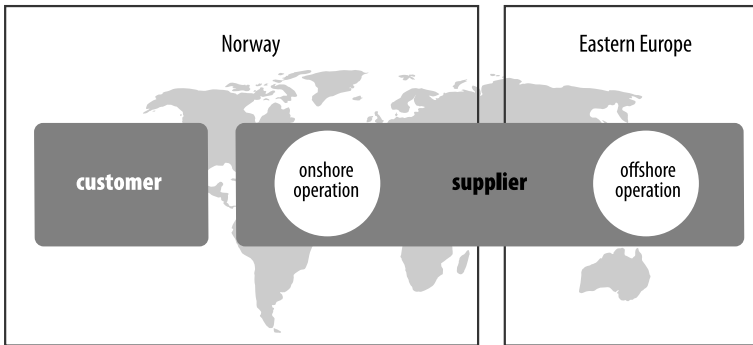 Norway
Eastern Europe
customer
onshore
operation
supplier
offshore
operation